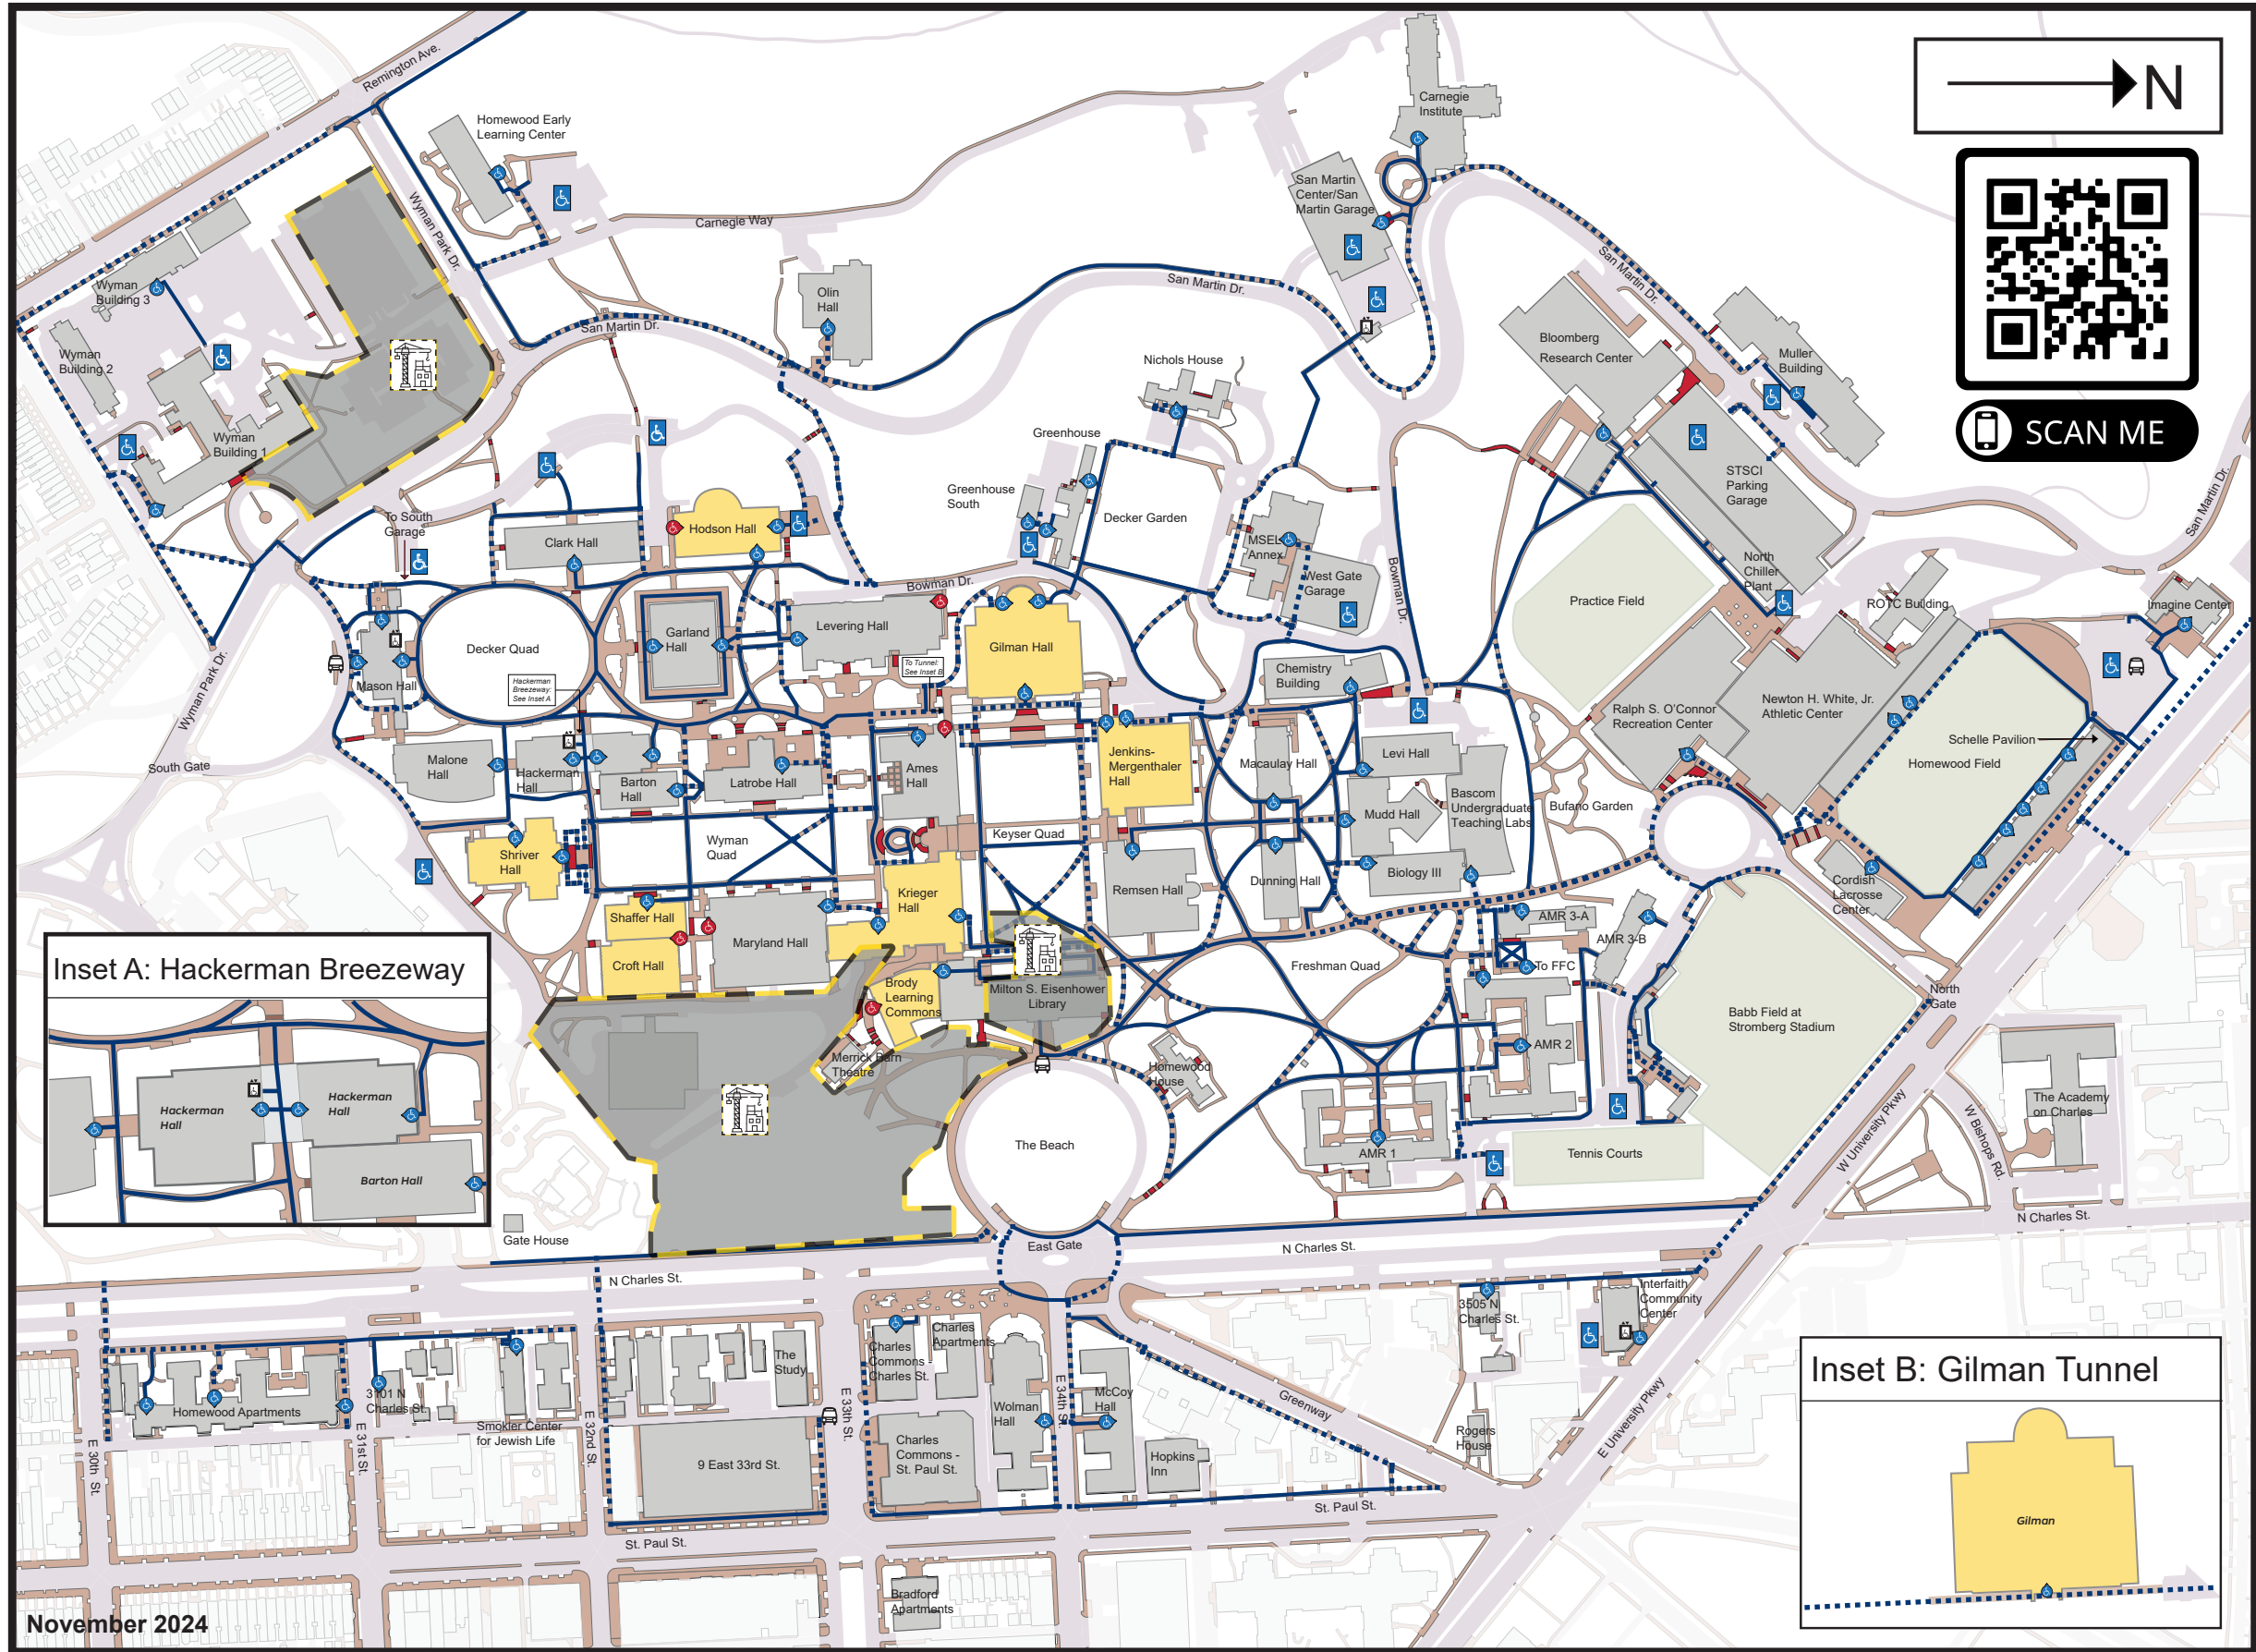 Remington Ave.
Homewood Early
Learning Center
Wyman Park Dr.
Carnegie Way
Carnegie
Institute
San Martin
Center/San
Martin Garage
N
SCAN ME
Wyman
Building 3
Wyman
Building 2
Wyman
Building 1
Olin
Hall
San Martin Dr.
San Martin Dr.
San Martin Dr.
San Martin Dr.
Nichols House
Bloomberg
Research Center
Muller
Building
Greenhouse
Greenhouse
South
Decker Garden
STSCI
Parking
Garage
North
Chiller
Plant
To South
Garage
Clark Hall
Hodson Hall
MSEL
Annex
West Gate
Garage
Bowman Dr.
Bowman Dr.
Practice Field
ROTC Building
Imagine Center
Decker Quad
Garland
Hall
Levering Hall
Gilman Hall
To Tunnel:
See Inset B
Hackerman
Breezeway:
See Inset A
Mason Hall
Wyman Park Dr.
South Gate
Chemistry
Building
Ralph S. O'Connor
Recreation Center
Newton H. White, Jr.
Athletic Center
Schelle Pavilion
Homewood Field
Malone
Hall
Hackerman
Hall
Barton
Hall
Latrobe Hall
Ames
Hall
Jenkins-
Mergenthaler
Hall
Macaulay Hall
Levi Hall
Mudd Hall
Bascom
Undergraduate
Teaching Labs
Bufano Garden
Wyman
Quad
Keyser Quad
Shriver
Hall
Shaffer Hall
Croft Hall
Maryland Hall
Krieger
Hall
Remsen Hall
Dunning Hall
Biology III
Cordish
Lacrosse
Center
AMR 3-A
AMR 3-B
To FFC
Freshman Quad
Brody
Learning
Commons
Milton S. Eisenhower
Library
Merrick Barn
Theatre
Homewood
House
AMR 2
AMR 1
Babb Field at
Stromberg Stadium
North
Gate
Tennis Courts
The Beach
The Academy
on Charles
W University Pkwy
W Bishops Rd.
N Charles St.
Inset A: Hackerman Breezeway
Hackerman
Hall
Hackerman
Hall
Barton Hall
Gate House
East Gate
N Charles St.
N Charles St.
Homewood Apartments
3101 N
Charles St.
Smokler Center
for Jewish Life
E 30th St.
E 31st St.
E 32nd St.
E 33th St.
E 34th St.
The
Study
9 East 33rd St.
Charles
Commons -
Charles St.
Charles
Apartments
Charles
Commons -
St. Paul St.
Wolman
Hall
McCoy
Hall
Hopkins
Inn
Greenway
3505 N
Charles St.
Interfaith
Community
Center
Rogers
House
E University Pkwy
St. Paul St.
St. Paul St.
Bradford
Apartments
Inset B: Gilman Tunnel
Gilman
November 2024